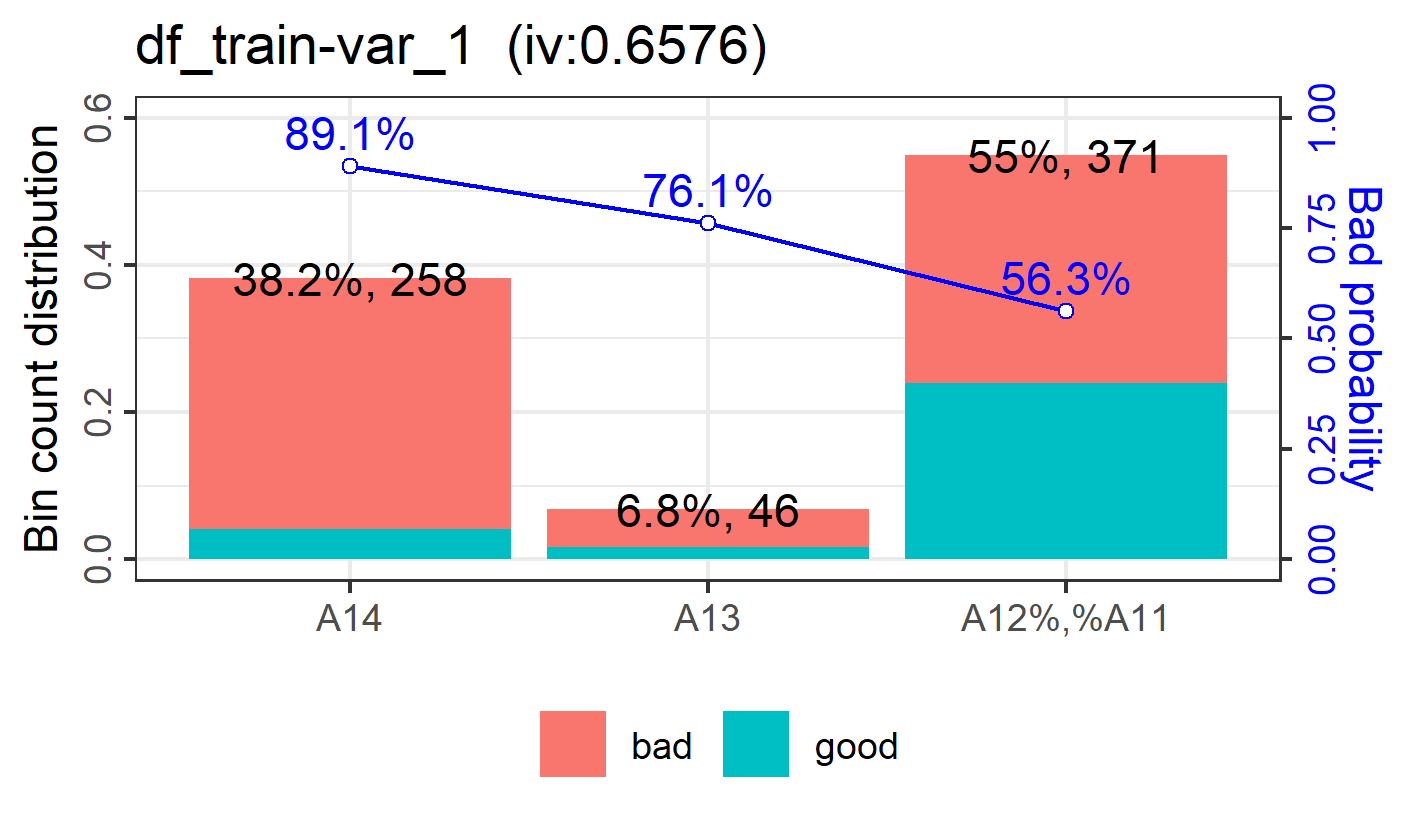 df_train-var_1 (iv:0.6576)
Bin count distribution
0.6
0.4
0.2
0.0
89.1%
76.1%
56.3%
38.2%, 258
6.8%, 46
55%, 371
1.00
0.75
0.50
0.25
0.00
Bad probability
A14
A13
A12%,%A11
bad
good